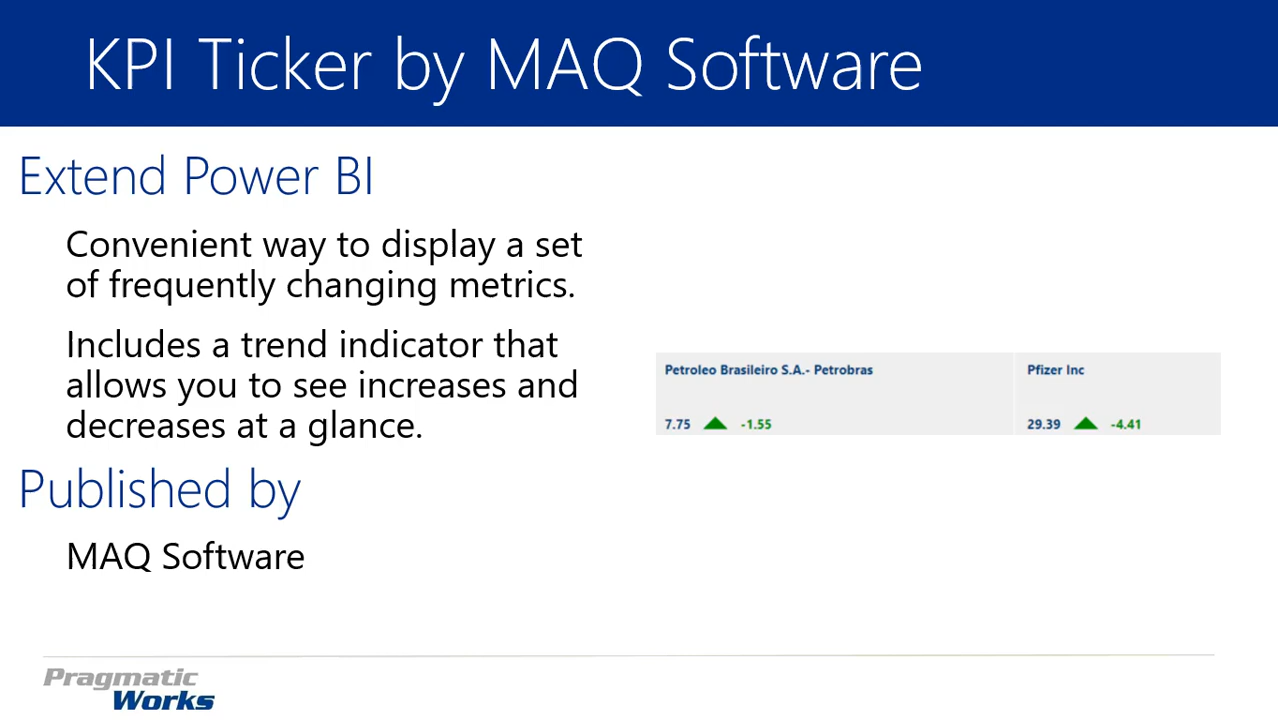 KPI Ticker by MAQ Software
Extend Power BI
Convenient way to display a set
of frequently changing metrics.
Includes a trend indicator that
allows you to see increases and
decreases at a glance.
Published by
MAQ Software
Petroleo Brasileiro S.A.- Petrobras
7.75 -1.55
Pfizer Inc
29.39 -4.41
Pragmatic
Works